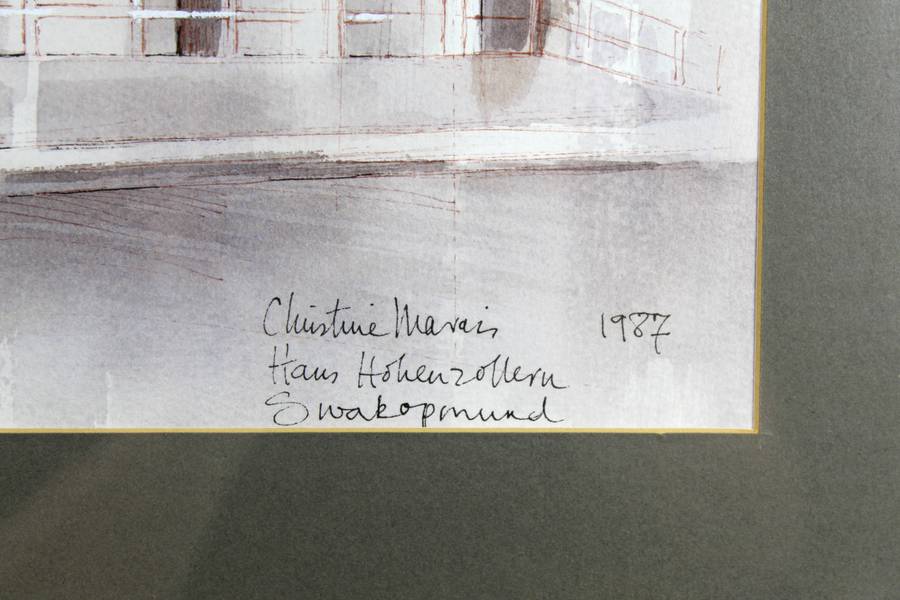 Christine Marais 1987
Haus Hohenzollern
Swakopmund